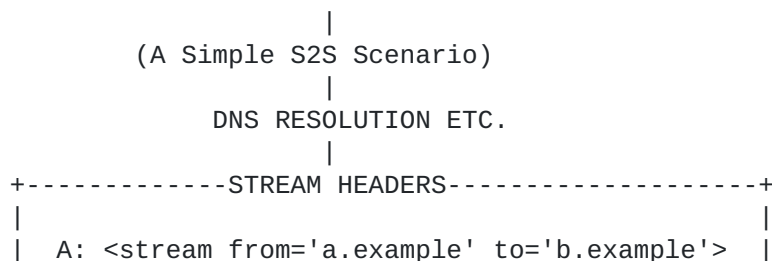 |
(A Simple S2S Scenario)
|
DNS RESOLUTION ETC.
|
+-------------STREAM HEADERS--------------------+
| |
| A: <stream from='a.example' to='b.example'> |